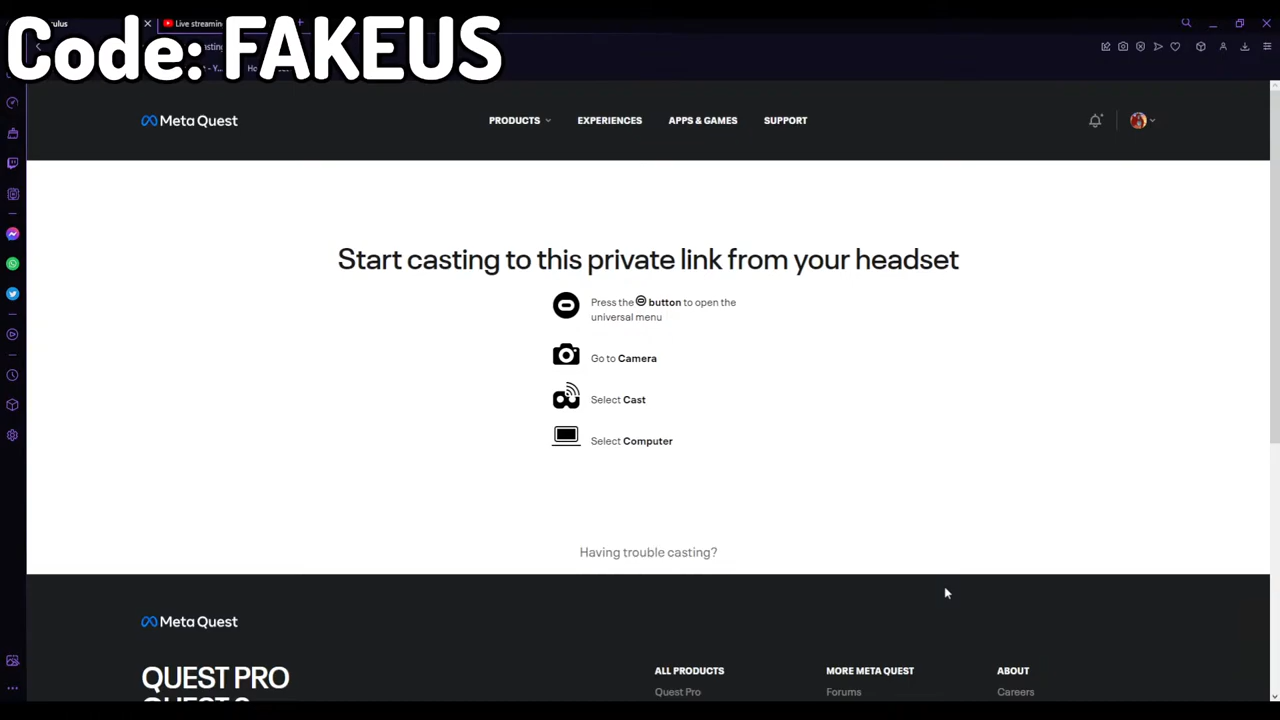 Code: FAKEUS
Live streaming
Meta Quest
PRODUCTS
EXPERIENCES
APPS & GAMES
SUPPORT
Start casting to this private link from your headset
Press the button to open the
universal menu
Go to Camera
Select Cast
Select Computer
Having trouble casting?
Meta Quest
QUEST PRO
ALL PRODUCTS
MORE META QUEST
ABOUT
Quest Pro
Forums
Careers